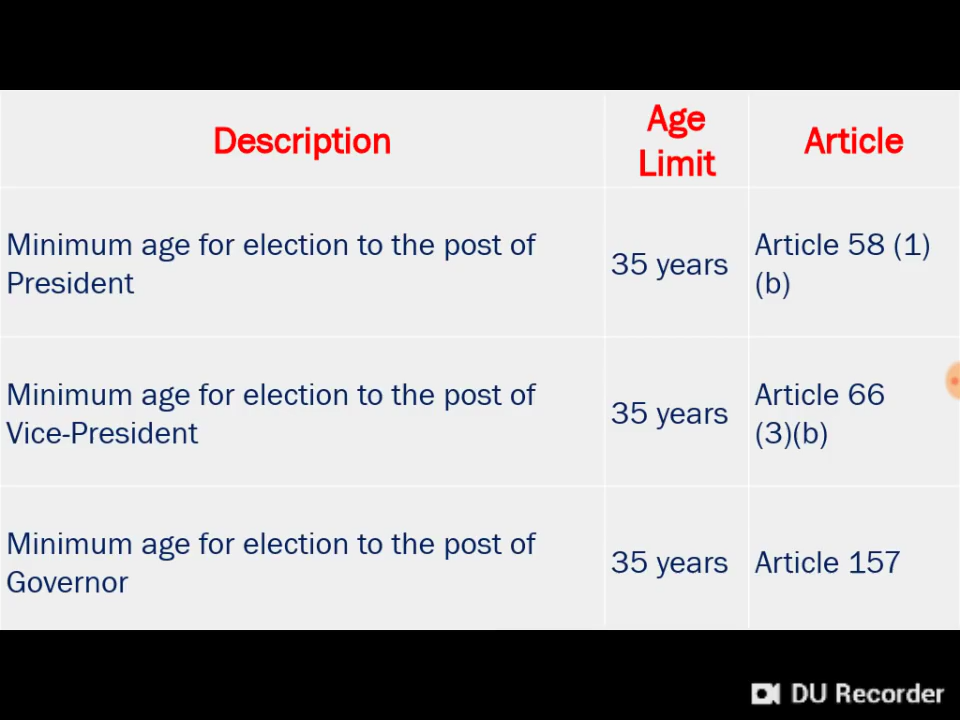 Description
Age
Limit
Article
Minimum age for election to the post of
President
35 years
Article 58 (1)
(b)
Minimum age for election to the post of
Vice-President
35 years
Article 66
(3)(b)
Minimum age for election to the post of
Governor
35 years
Article 157
DU Recorder